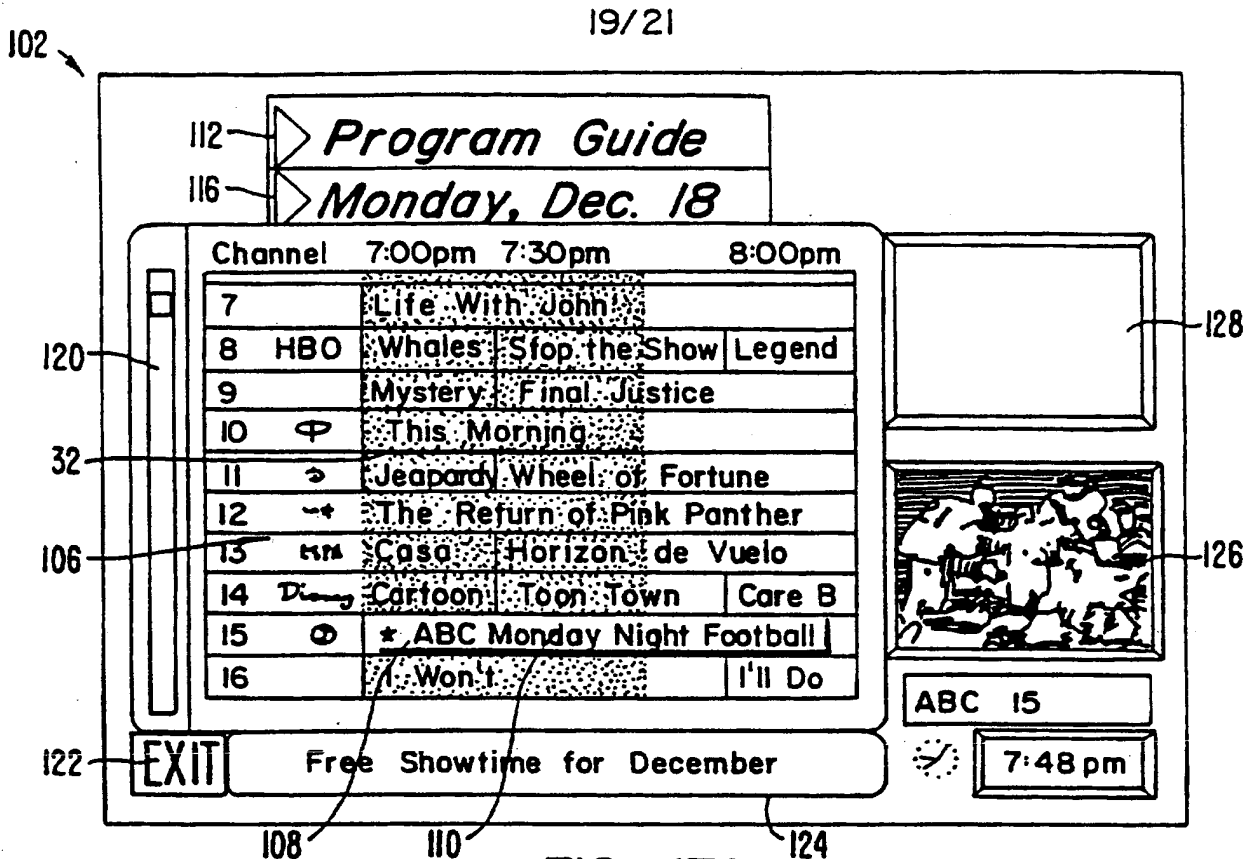 19/21
102
112
Program Guide
116
Monday, Dec. 18
Channel 7:00pm 7:30pm 8:00pm
7 Life With John
128
120
8 HBO Whales Stop the Show Legend
9 Mystery Final Justice
10 This Morning
32
11 Jeapardy Wheel of Fortune
12 The Return of Pink Panther
106
13 Casa Horizon de Vuelo
126
14 Disney Cartoon Toon Town Care B
15 * ABC Monday Night Football
16 I Won't I'll Do
ABC 15
122
EXIT
Free Showtime for December
7:48 pm
108 110 124